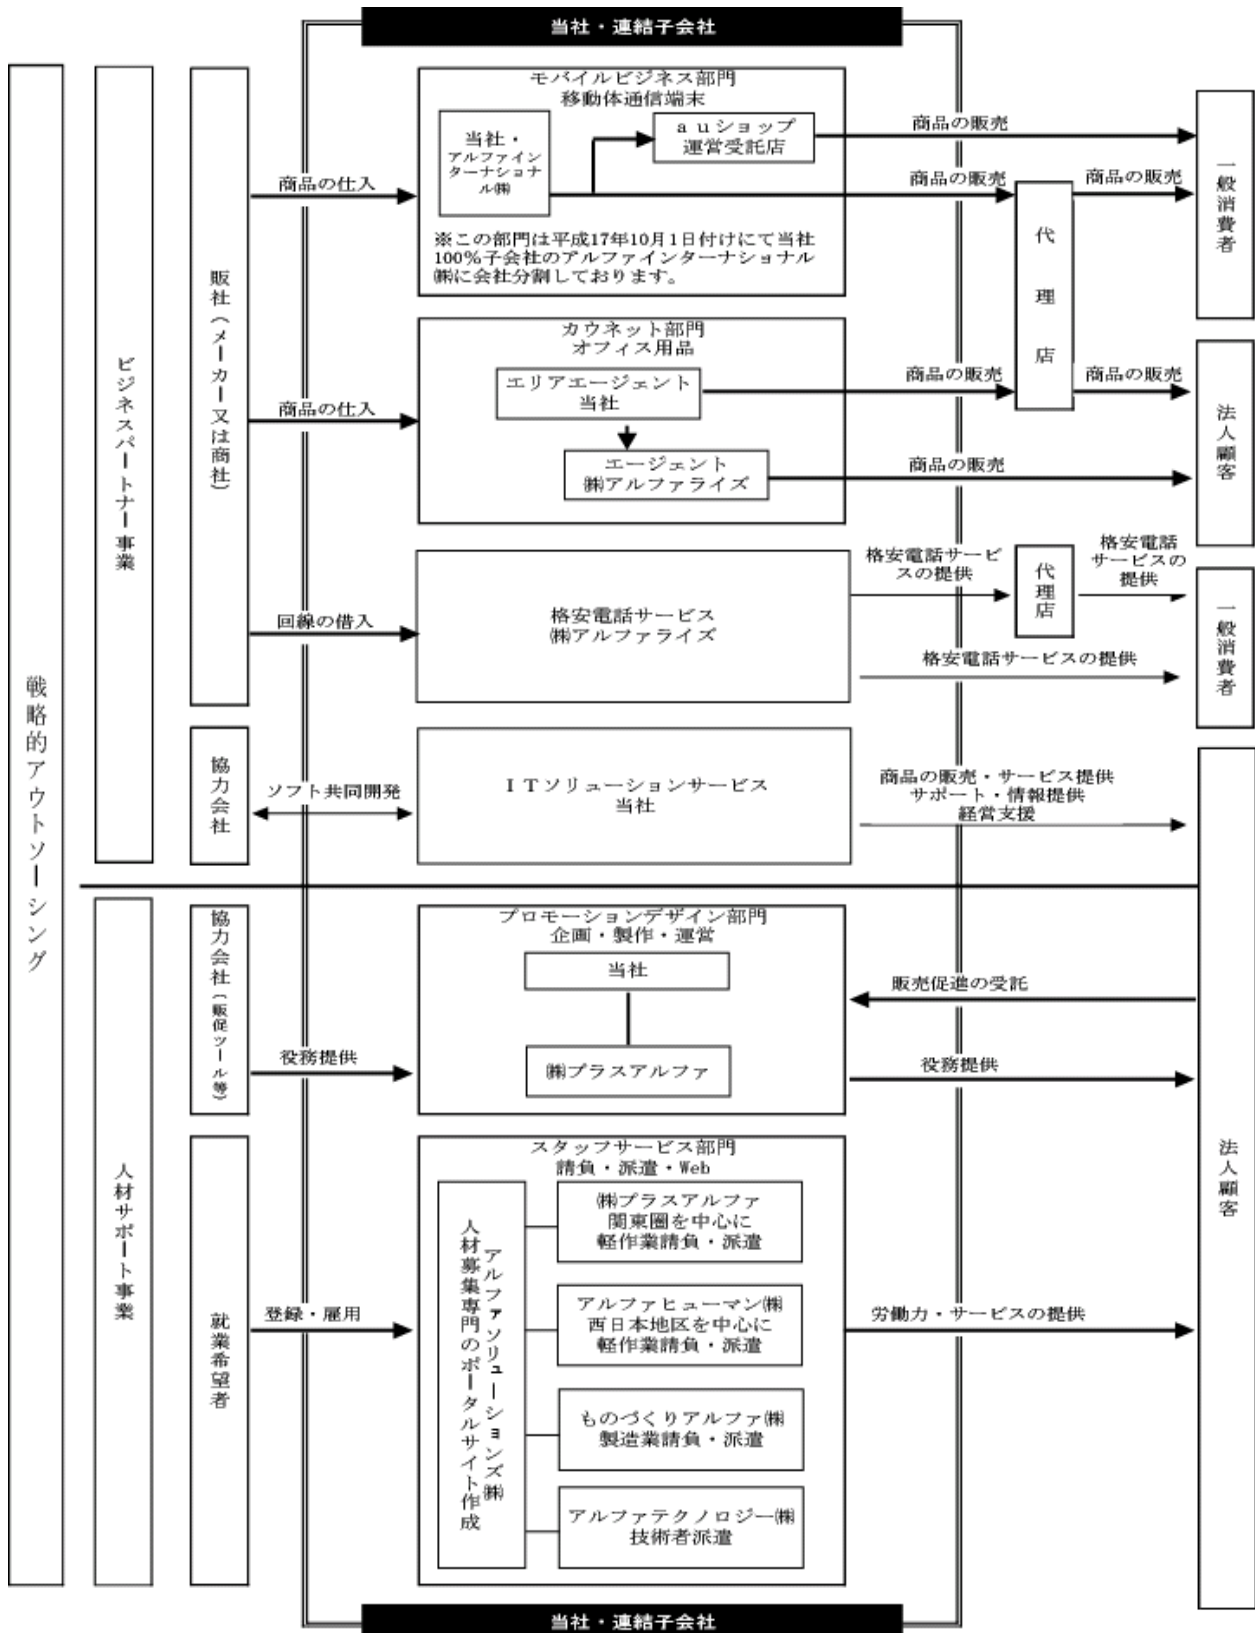 当社・連結子会社
戦略的アウトソーシング
ビジネスパートナー事業
販社(メーカー又は商社)
商品の仕入
モバイルビジネス部門
移動体通信端末
当社・
アルファイン
ターナショナ
ル㈱
auショップ
運営受託店
※この部門は平成17年10月1日付けにて当社
100%子会社のアルファインターナショナル
㈱に会社分割しております。
商品の販売
商品の販売
代理店
商品の販売
一般消費者
商品の仕入
カウネット部門
オフィス用品
エリアエージェント
当社
エージェント
㈱アルファライズ
商品の販売
商品の販売
商品の販売
法人顧客
回線の借入
格安電話サービス
㈱アルファライズ
格安電話サービ
スの提供
代理店
格安電話
サービスの
提供
格安電話サービスの提供
一般消費者
協力会社
ソフト共同開発
ITソリューションサービス
当社
商品の販売・サービス提供
サポート・情報提供
経営支援
人材サポート事業
協力会社(販促ツール等)
役務提供
プロモーションデザイン部門
企画・製作・運営
当社
㈱プラスアルファ
販売促進の受託
役務提供
法人顧客
就業希望者
登録・雇用
スタッフサービス部門
請負・派遣・Web
アルファソリューションズ㈱
人材募集専門のポータルサイト作成
㈱プラスアルファ
関東圏を中心に
軽作業請負・派遣
アルファヒューマン㈱
西日本地区を中心に
軽作業請負・派遣
ものづくりアルファ㈱
製造業請負・派遣
アルファテクノロジー㈱
技術者派遣
労働力・サービスの提供
当社・連結子会社